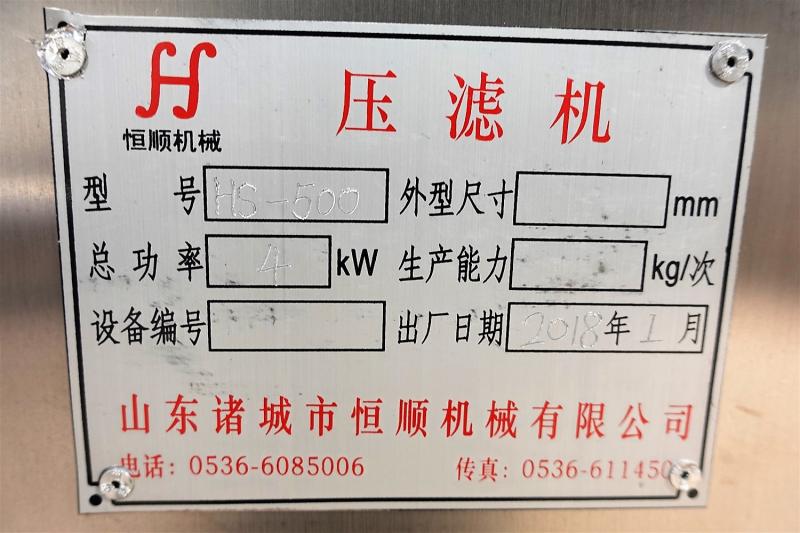 压滤机
恒顺机械
型号 HS-500 外型尺寸 mm
总功率 4 kW 生产能力 kg/次
设备编号 出厂日期 2018年1月
山东诸城市恒顺机械有限公司
电话：0536-6085006 传真：0536-611450